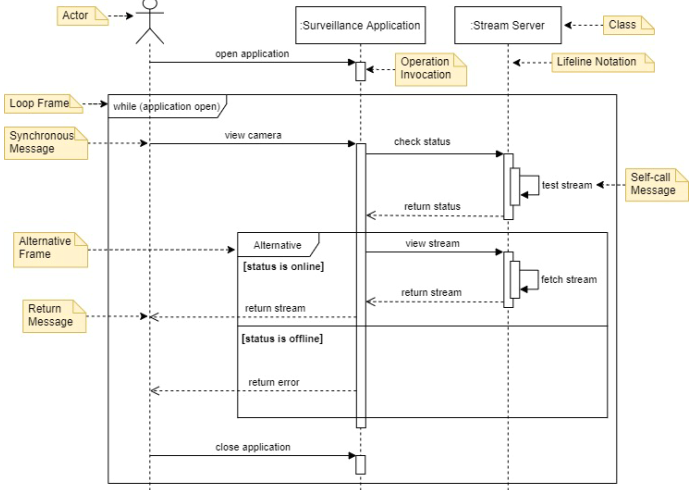 Actor
:Surveillance Application
:Stream Server
Class
open application
Operation
Invocation
Lifeline Notation
Loop Frame
while (application open)
Synchronous
Message
view camera
check status
test stream
Self-call
Message
return status
Alternative
Frame
Alternative
view stream
[status is online]
fetch stream
return stream
return stream
Return
Message
[status is offline]
return error
close application